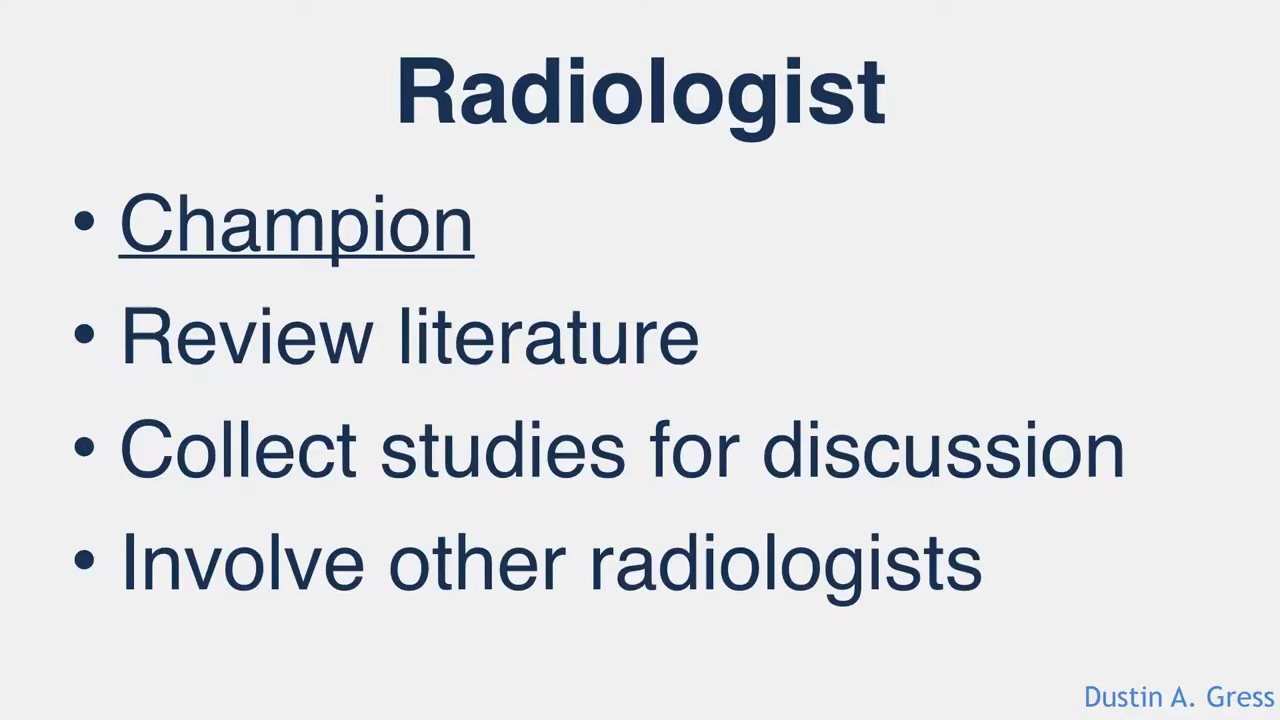 Radiologist
• Champion
• Review literature
• Collect studies for discussion
• Involve other radiologists
Dustin A. Gress